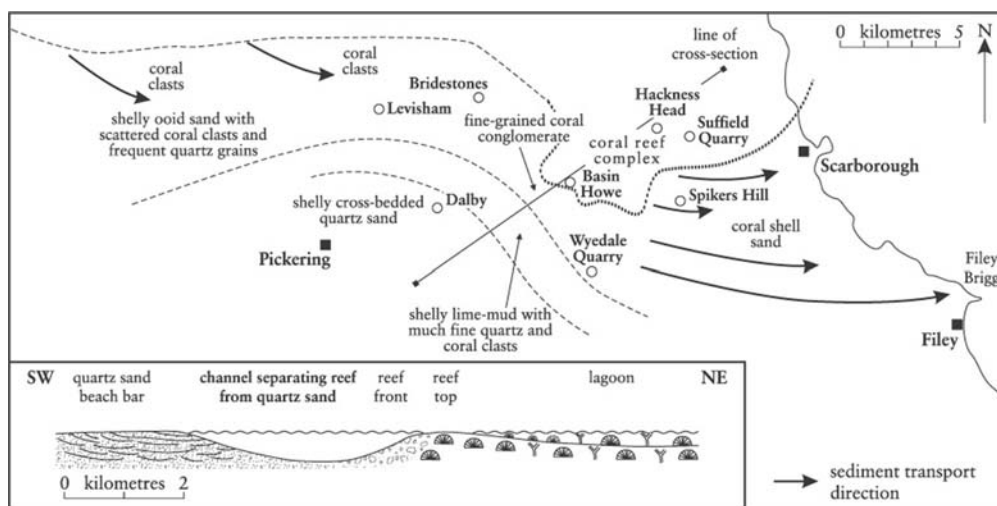 0 kilometres 5
N
line of
cross-section
coral
clasts
coral
clasts
Bridestones
Levisham
shelly ooid sand with
scattered coral clasts and
frequent quartz grains
fine-grained coral
conglomerate
Hackness
Head
Suffield
Quarry
coral reef
complex
Scarborough
Basin
Howe
Spikers Hill
shelly cross-bedded
quartz sand
Dalby
coral shell
sand
Pickering
Wyedale
Quarry
Filey
Brigg
shelly lime-mud with
much fine quartz and
coral clasts
Filey
SW
quartz sand
beach bar
channel separating reef
from quartz sand
reef
front
reef
top
lagoon
NE
0 kilometres 2
sediment transport
direction